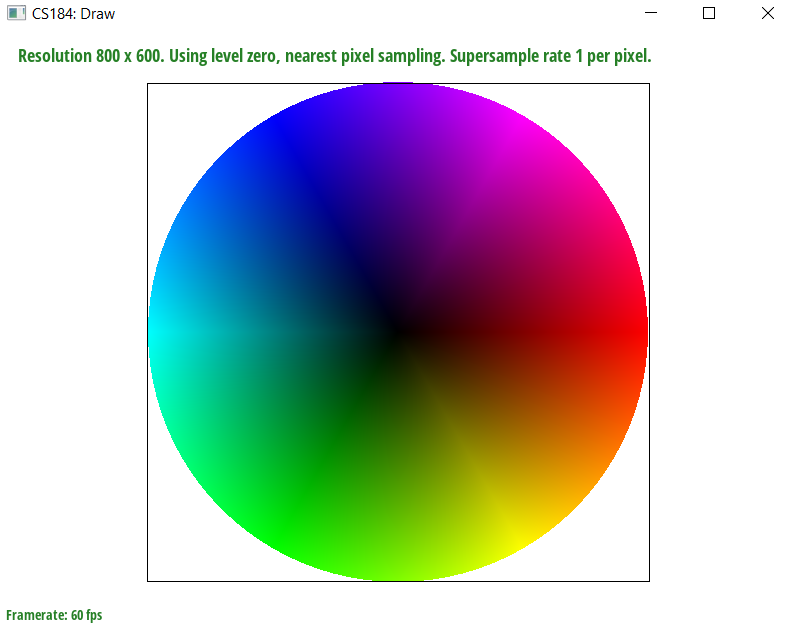 CS184: Draw
Resolution 800 x 600. Using level zero, nearest pixel sampling. Supersample rate 1 per pixel.
Framerate: 60 fps